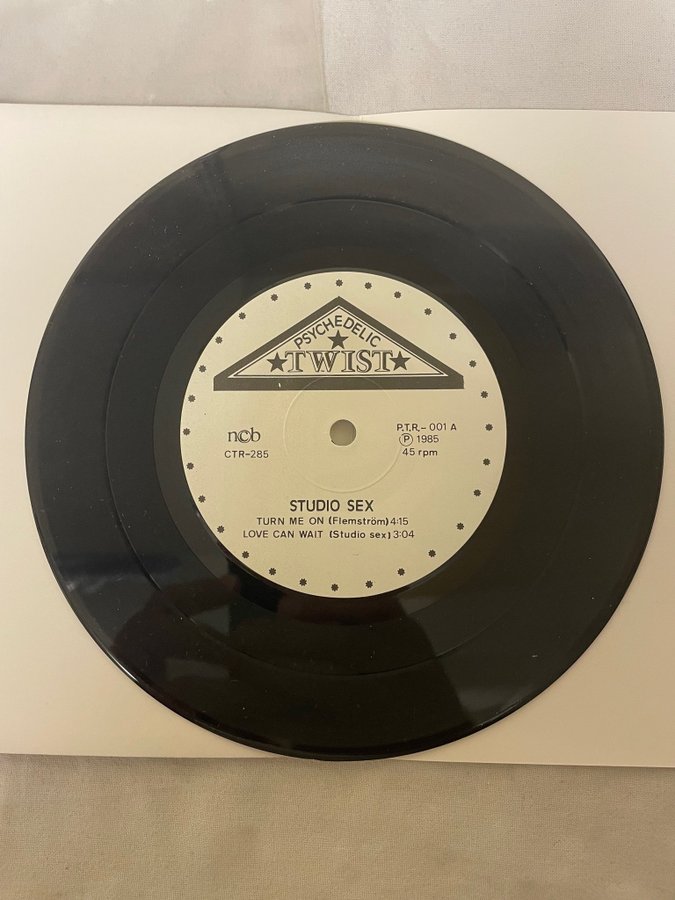 PSYCHEDELIC
TWIST
ncb
CTR-285
P.T.R.- 001 A
Ⓟ 1985
45 rpm
STUDIO SEX
TURN ME ON (Flemström) 4:15
LOVE CAN WAIT (Studio sex) 3:04